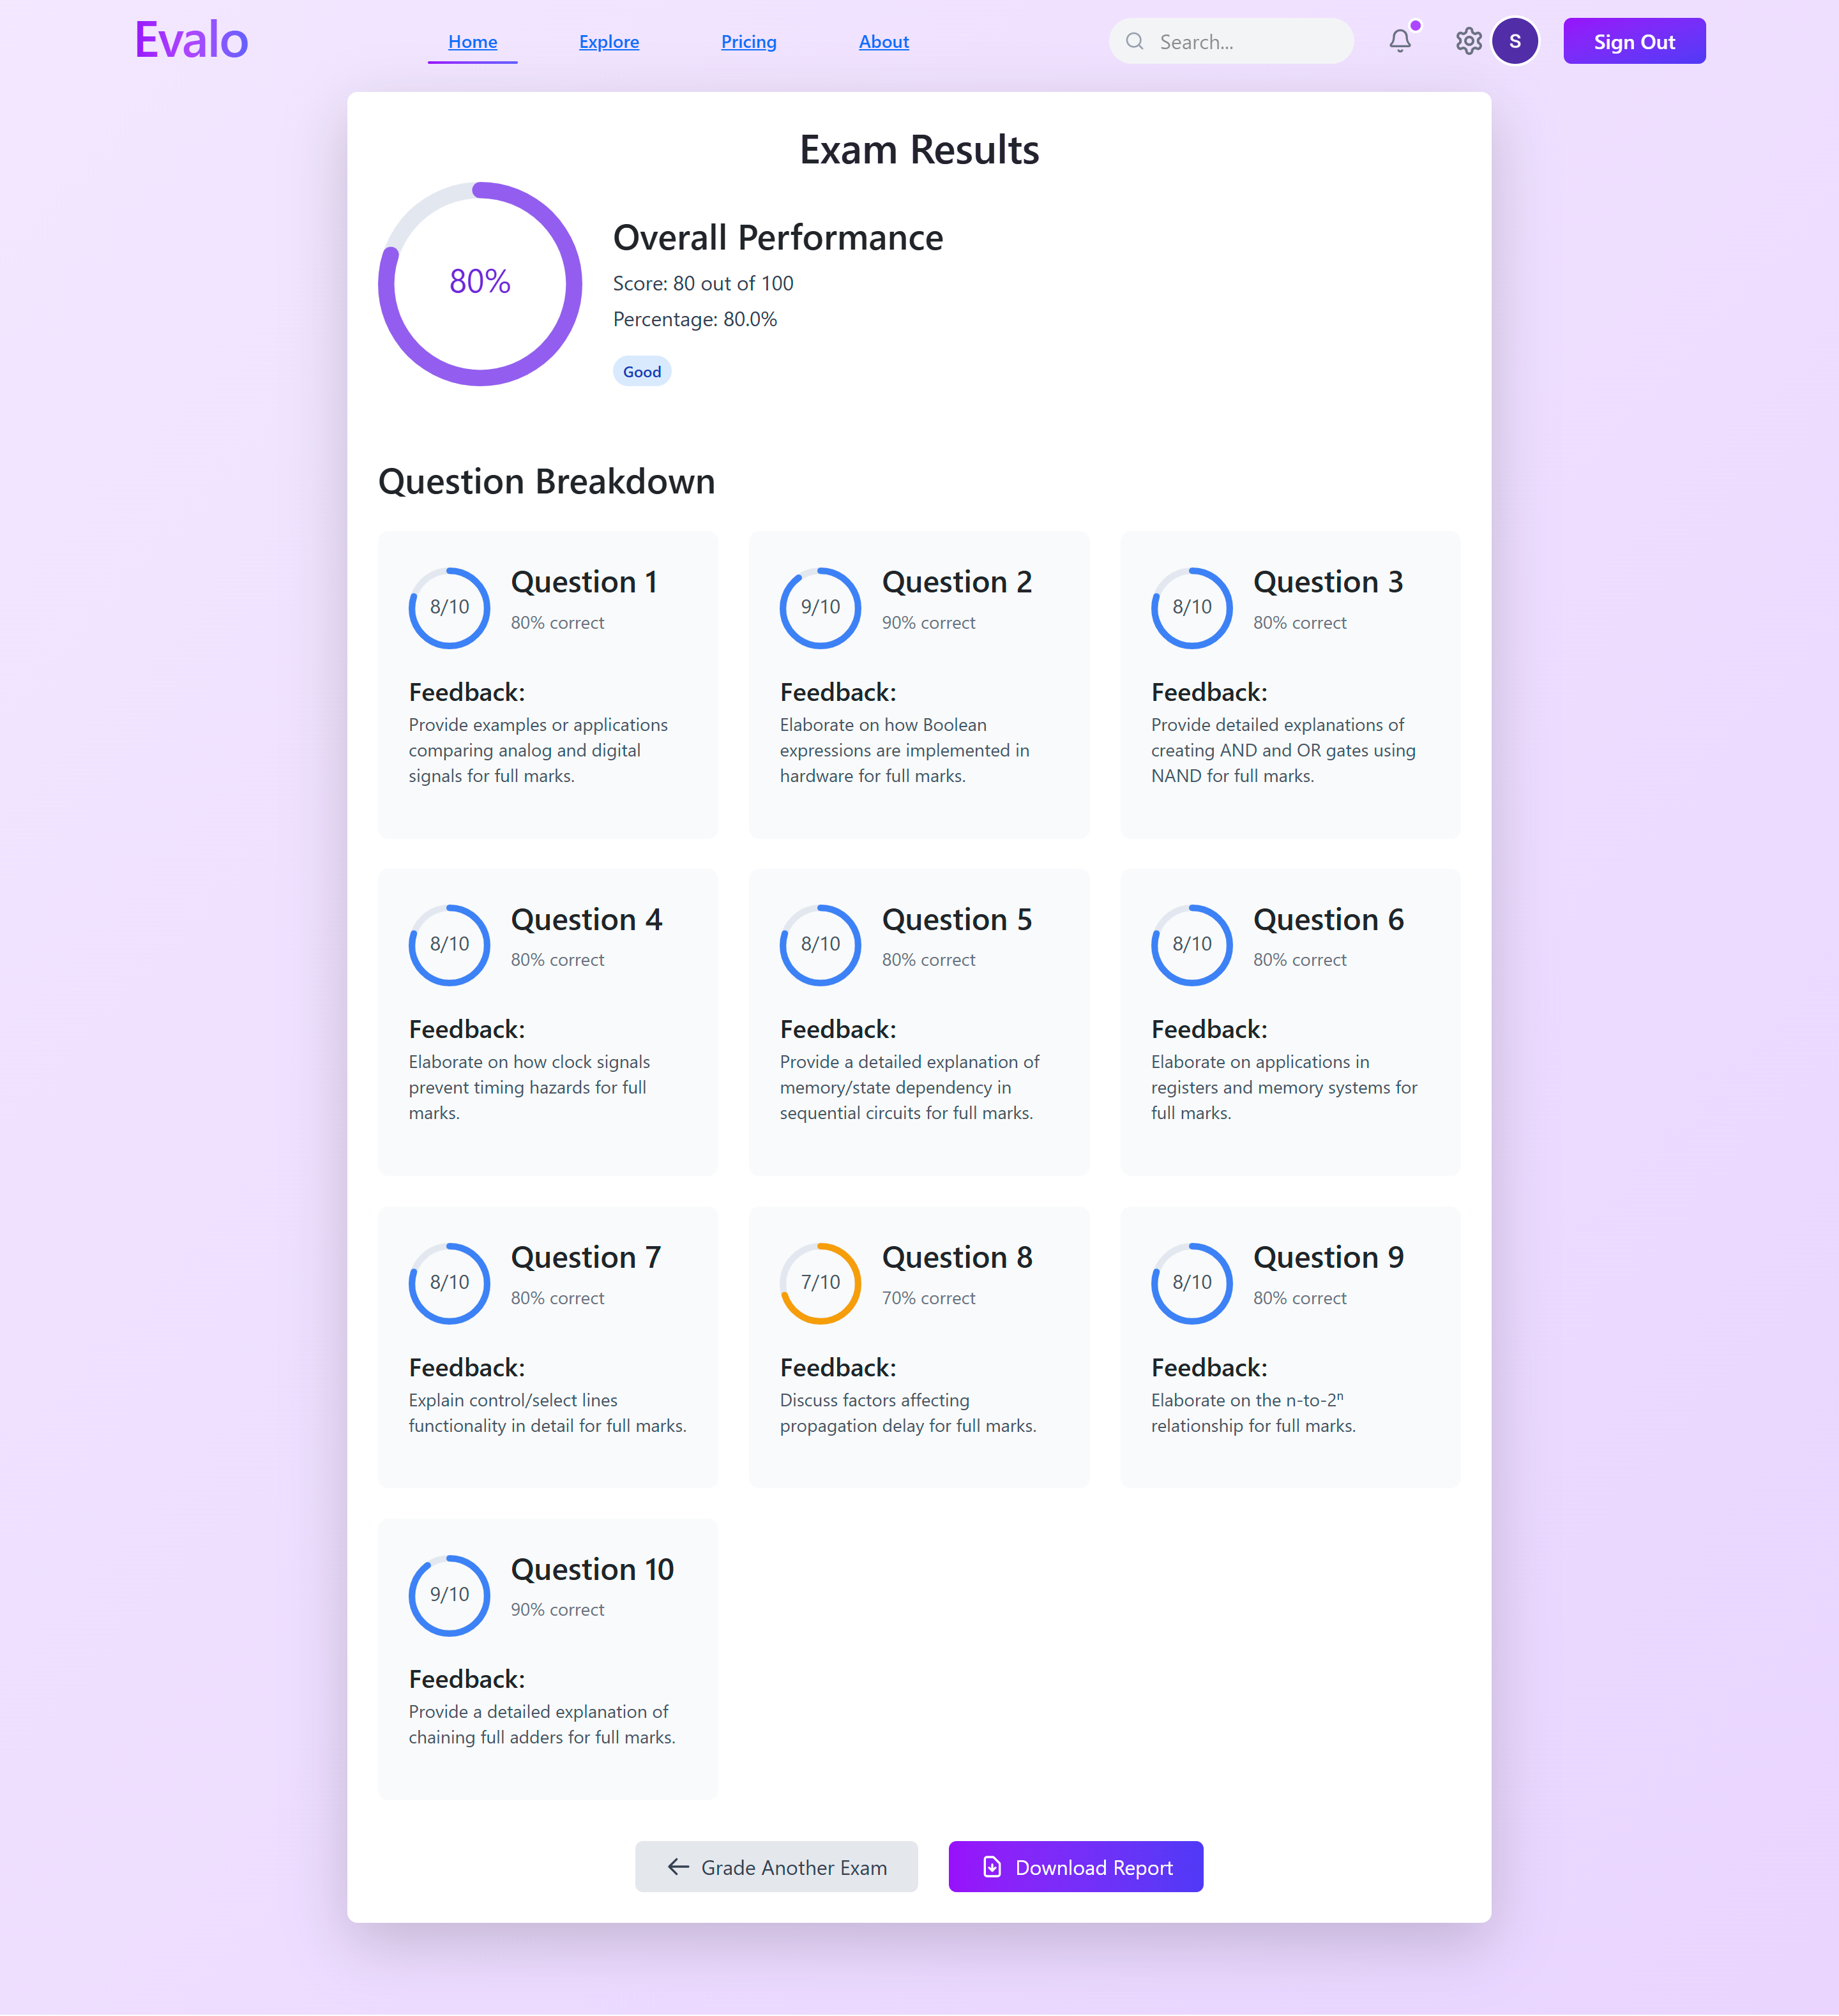 Evalo
Home
Explore
Pricing
About
Search...
S
Sign Out
Exam Results
80%
Overall Performance
Score: 80 out of 100
Percentage: 80.0%
Good
Question Breakdown
8/10
Question 1
80% correct
Feedback:
Provide examples or applications
comparing analog and digital
signals for full marks.
9/10
Question 2
90% correct
Feedback:
Elaborate on how Boolean
expressions are implemented in
hardware for full marks.
8/10
Question 3
80% correct
Feedback:
Provide detailed explanations of
creating AND and OR gates using
NAND for full marks.
8/10
Question 4
80% correct
Feedback:
Elaborate on how clock signals
prevent timing hazards for full
marks.
8/10
Question 5
80% correct
Feedback:
Provide a detailed explanation of
memory/state dependency in
sequential circuits for full marks.
8/10
Question 6
80% correct
Feedback:
Elaborate on applications in
registers and memory systems for
full marks.
8/10
Question 7
80% correct
Feedback:
Explain control/select lines
functionality in detail for full marks.
7/10
Question 8
70% correct
Feedback:
Discuss factors affecting
propagation delay for full marks.
8/10
Question 9
80% correct
Feedback:
Elaborate on the n-to-2ⁿ
relationship for full marks.
9/10
Question 10
90% correct
Feedback:
Provide a detailed explanation of
chaining full adders for full marks.
Grade Another Exam
Download Report